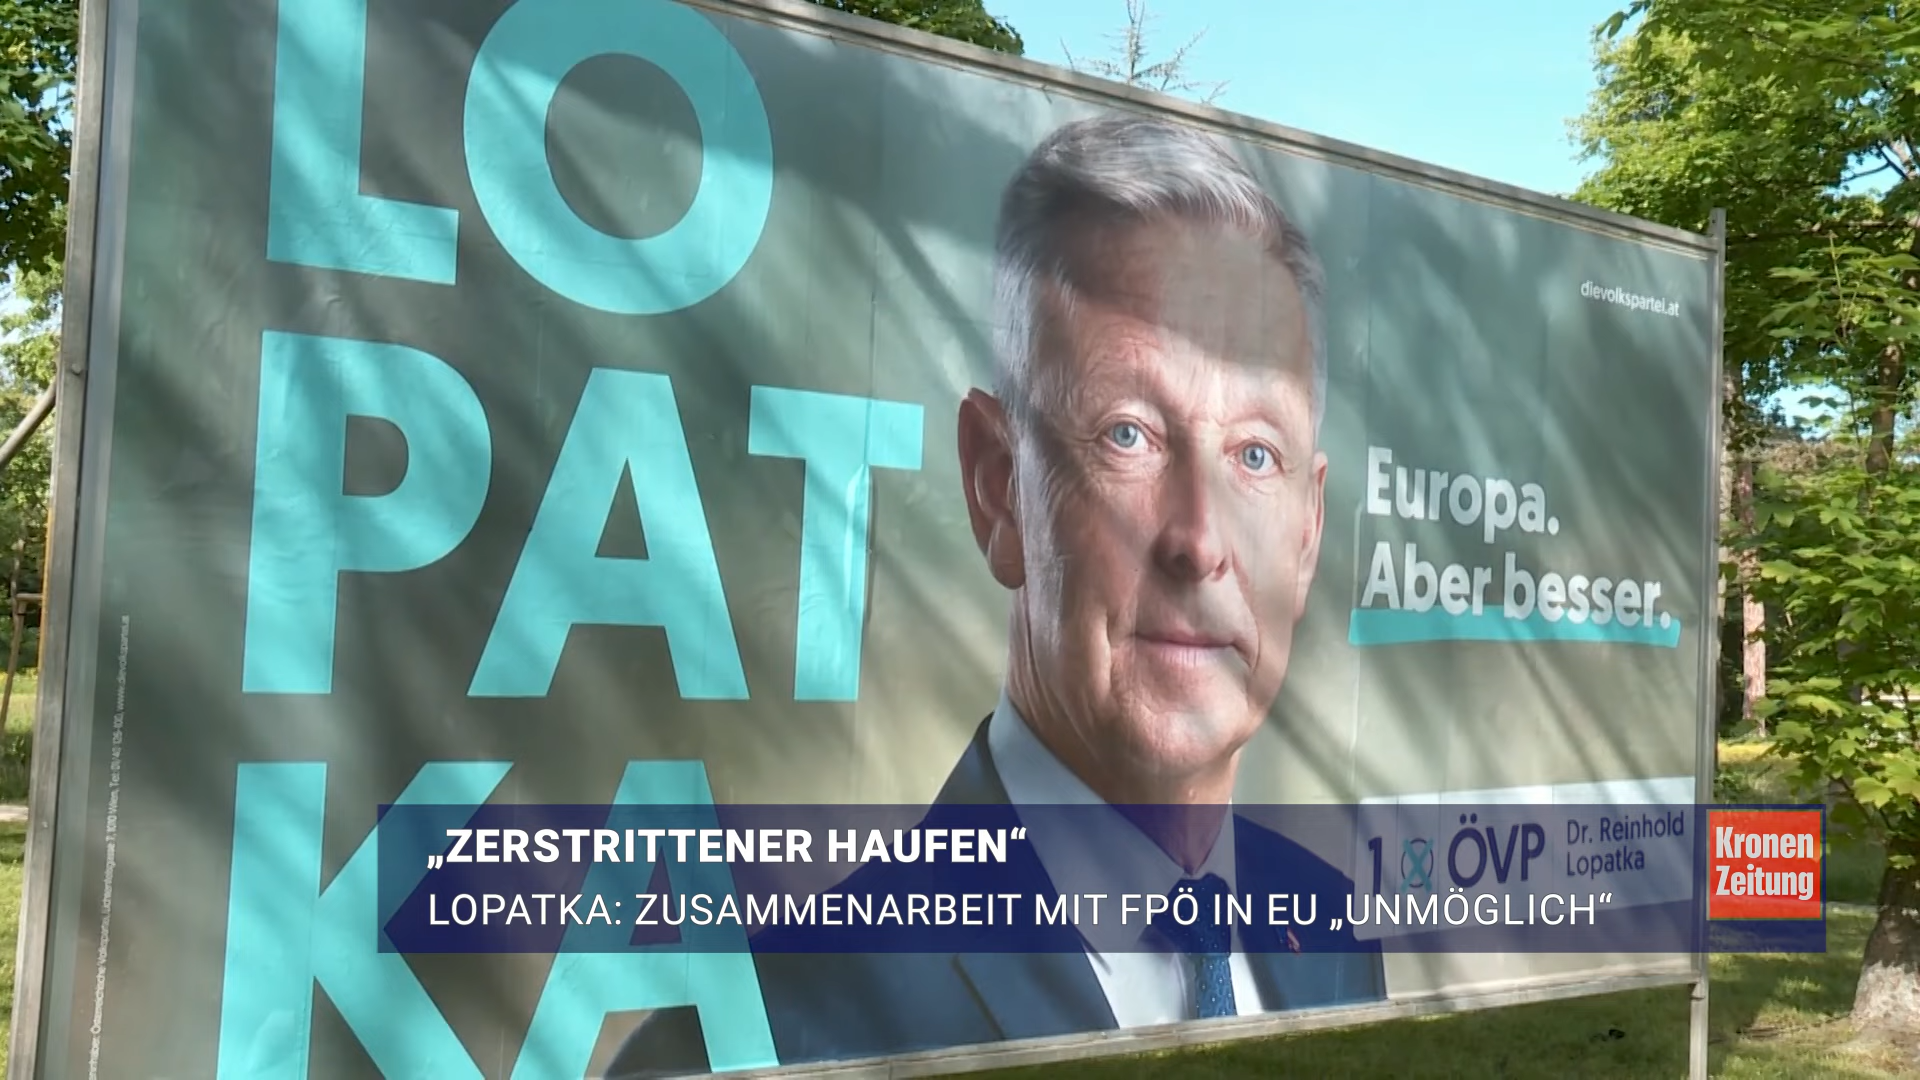 LO
PAT
KA
dievolkspartei.at
Europa.
Aber besser.
1 ÖVP Dr. Reinhold
Lopatka
„ZERSTRITTENER HAUFEN“
LOPATKA: ZUSAMMENARBEIT MIT FPÖ IN EU „UNMÖGLICH“
Kronen
Zeitung